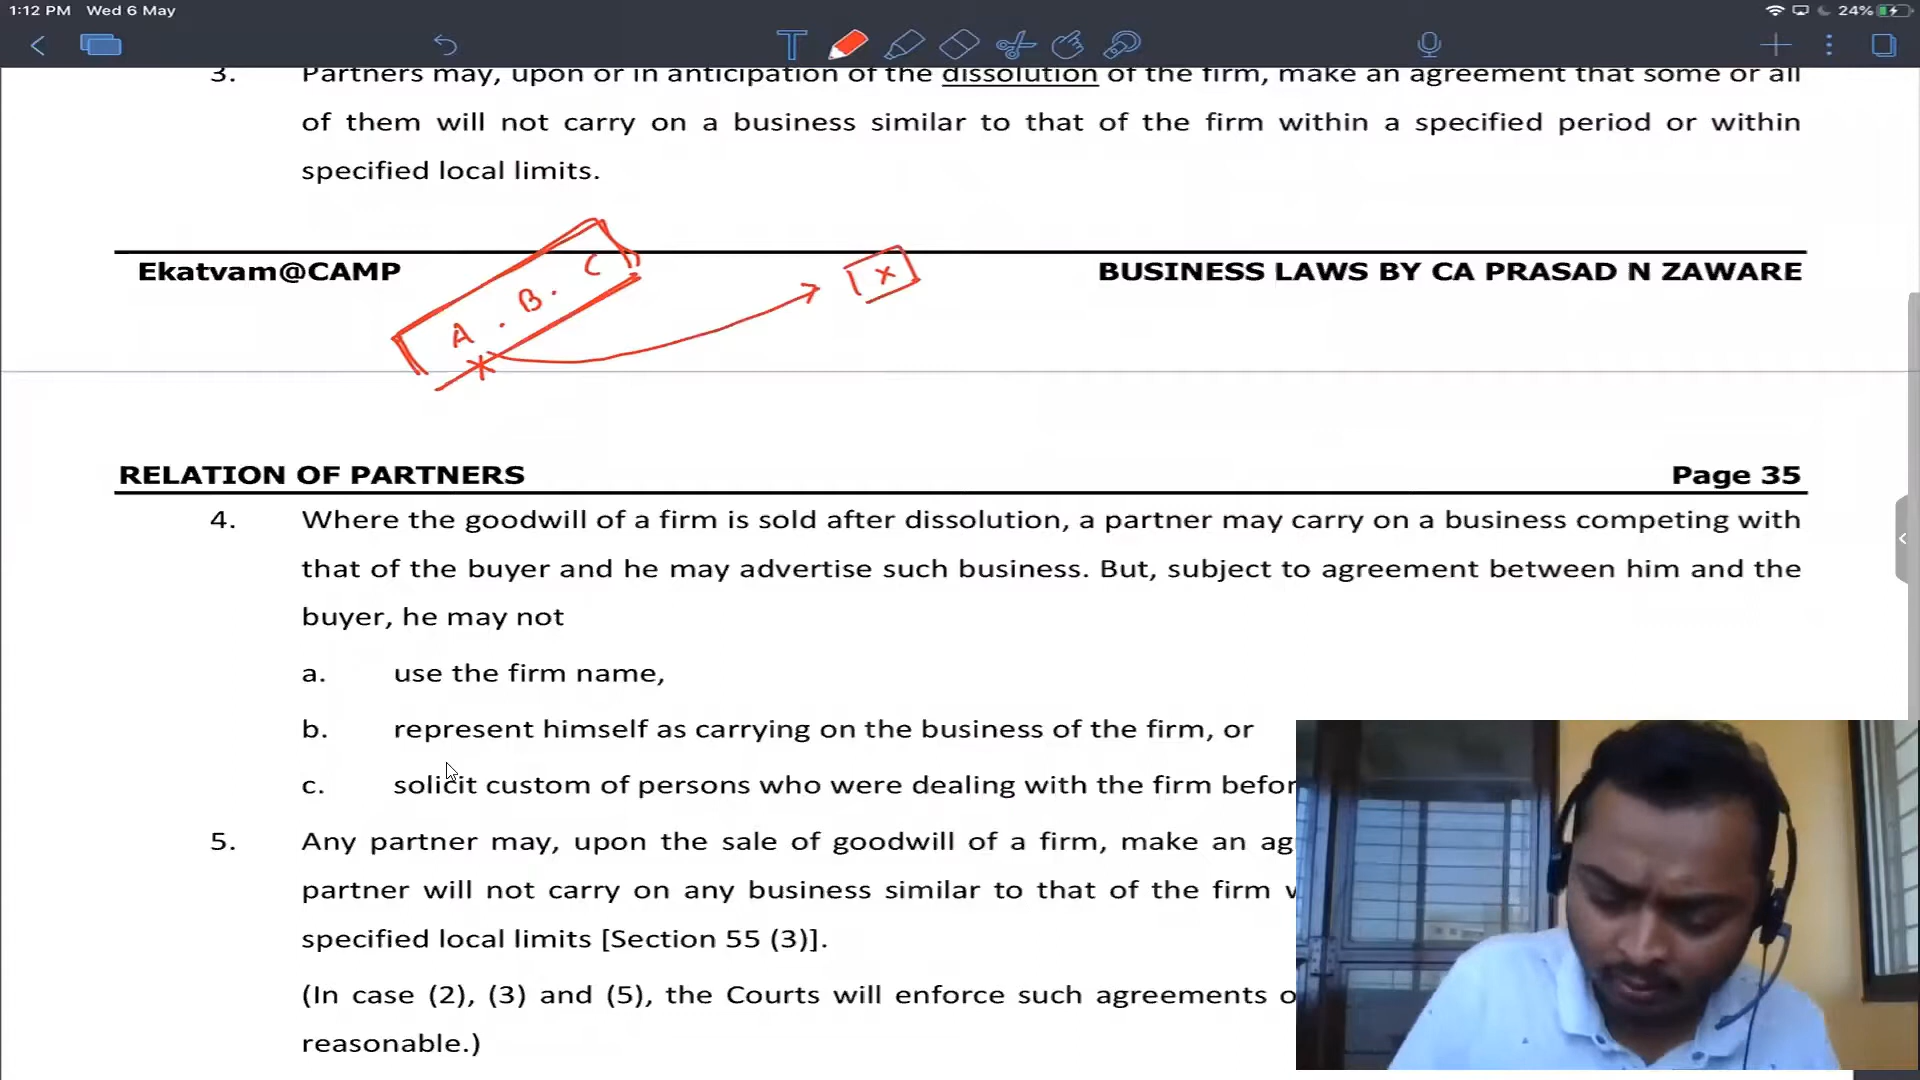 1:12 PM Wed 6 May
24%
3. Partners may, upon or in anticipation of the dissolution of the firm, make an agreement that some or all
of them will not carry on a business similar to that of the firm within a specified period or within
specified local limits.
Ekatvam@CAMP
A . B . C
x
BUSINESS LAWS BY CA PRASAD N ZAWARE
RELATION OF PARTNERS
Page 35
4. Where the goodwill of a firm is sold after dissolution, a partner may carry on a business competing with
that of the buyer and he may advertise such business. But, subject to agreement between him and the
buyer, he may not
a. use the firm name,
b. represent himself as carrying on the business of the firm, or
c. solicit custom of persons who were dealing with the firm
5. Any partner may, upon the sale of goodwill of a firm, make an
partner will not carry on any business similar to that of the firm
specified local limits [Section 55 (3)].
(In case (2), (3) and (5), the Courts will enforce such agreements
reasonable.)